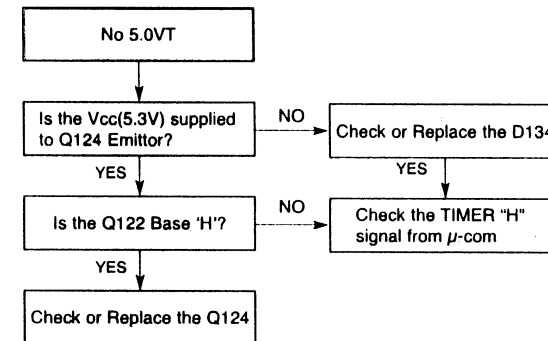 No 5.0VT
Is the Vcc(5.3V) supplied
to Q124 Emittor?
NO
Check or Replace the D134
YES
YES
Is the Q122 Base 'H'?
NO
Check the TIMER "H"
signal from μ-com
YES
Check or Replace the Q124